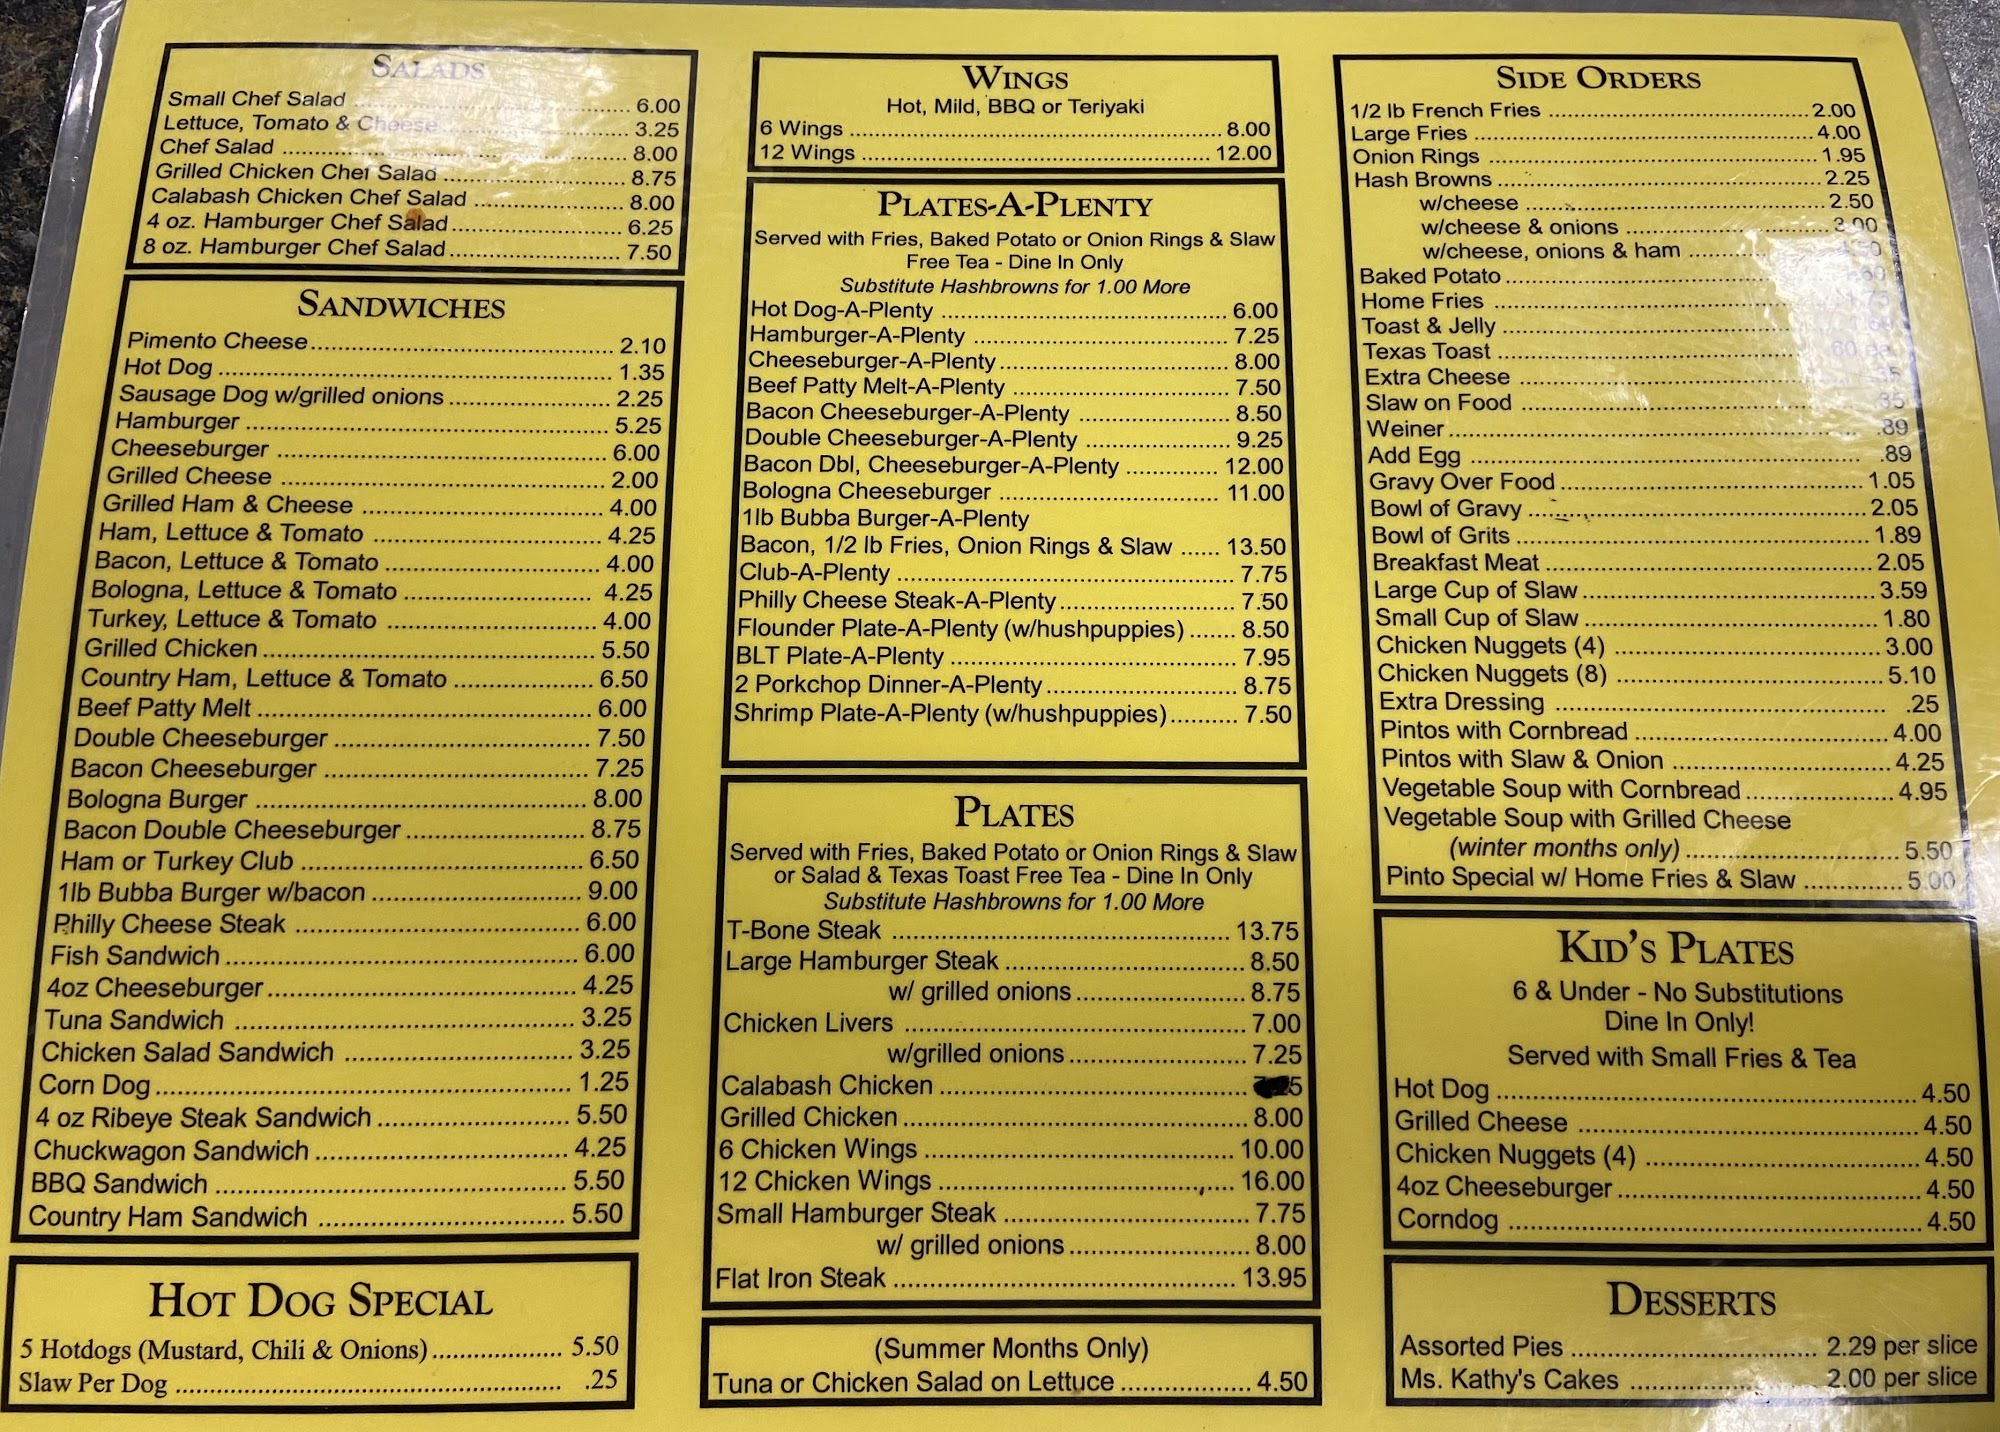 SALADS
Small Chef Salad 6.00
Lettuce, Tomato & Cheese 3.25
Chef Salad 8.00
Grilled Chicken Chef Salad 8.75
Calabash Chicken Chef Salad 8.00
4 oz. Hamburger Chef Salad 6.25
8 oz. Hamburger Chef Salad 7.50
SANDWICHES
Pimento Cheese 2.10
Hot Dog 1.35
Sausage Dog w/grilled onions 2.25
Hamburger 5.25
Cheeseburger 6.00
Grilled Cheese 2.00
Grilled Ham & Cheese 4.00
Ham, Lettuce & Tomato 4.25
Bacon, Lettuce & Tomato 4.00
Bologna, Lettuce & Tomato 4.25
Turkey, Lettuce & Tomato 4.00
Grilled Chicken 5.50
Country Ham, Lettuce & Tomato 6.50
Beef Patty Melt 6.00
Double Cheeseburger 7.50
Bacon Cheeseburger 7.25
Bologna Burger 8.00
Bacon Double Cheeseburger 8.75
Ham or Turkey Club 6.50
1lb Bubba Burger w/bacon 9.00
Philly Cheese Steak 6.00
Fish Sandwich 6.00
4oz Cheeseburger 4.25
Tuna Sandwich 3.25
Chicken Salad Sandwich 3.25
Corn Dog 1.25
4 oz Ribeye Steak Sandwich 5.50
Chuckwagon Sandwich 4.25
BBQ Sandwich 5.50
Country Ham Sandwich 5.50
HOT DOG SPECIAL
5 Hotdogs (Mustard, Chili & Onions) 5.50
Slaw Per Dog .25
WINGS
Hot, Mild, BBQ or Teriyaki
6 Wings 8.00
12 Wings 12.00
PLATES-A-PLENTY
Served with Fries, Baked Potato or Onion Rings & Slaw
Free Tea - Dine In Only
Substitute Hashbrowns for 1.00 More
Hot Dog-A-Plenty 6.00
Hamburger-A-Plenty 7.25
Cheeseburger-A-Plenty 8.00
Beef Patty Melt-A-Plenty 7.50
Bacon Cheeseburger-A-Plenty 8.50
Double Cheeseburger-A-Plenty 9.25
Bacon Dbl, Cheeseburger-A-Plenty 12.00
Bologna Cheeseburger 11.00
1lb Bubba Burger-A-Plenty
Bacon, 1/2 lb Fries, Onion Rings & Slaw 13.50
Club-A-Plenty 7.75
Philly Cheese Steak-A-Plenty 7.50
Flounder Plate-A-Plenty (w/hushpuppies) 8.50
BLT Plate-A-Plenty 7.95
2 Porkchop Dinner-A-Plenty 8.75
Shrimp Plate-A-Plenty (w/hushpuppies) 7.50
PLATES
Served with Fries, Baked Potato or Onion Rings & Slaw
or Salad & Texas Toast Free Tea - Dine In Only
Substitute Hashbrowns for 1.00 More
T-Bone Steak 13.75
Large Hamburger Steak 8.50
w/ grilled onions 8.75
Chicken Livers 7.00
w/grilled onions 7.25
Calabash Chicken
Grilled Chicken 8.00
6 Chicken Wings 10.00
12 Chicken Wings 16.00
Small Hamburger Steak 7.75
w/ grilled onions 8.00
Flat Iron Steak 13.95
(Summer Months Only)
Tuna or Chicken Salad on Lettuce 4.50
SIDE ORDERS
1/2 lb French Fries 2.00
Large Fries 4.00
Onion Rings 1.95
Hash Browns 2.25
w/cheese 2.50
w/cheese & onions 3.00
w/cheese, onions & ham
Baked Potato
Home Fries
Toast & Jelly
Texas Toast
Extra Cheese
Slaw on Food
Weiner .89
Add Egg .89
Gravy Over Food 1.05
Bowl of Gravy 2.05
Bowl of Grits 1.89
Breakfast Meat 2.05
Large Cup of Slaw 3.59
Small Cup of Slaw 1.80
Chicken Nuggets (4) 3.00
Chicken Nuggets (8) 5.10
Extra Dressing .25
Pintos with Cornbread 4.00
Pintos with Slaw & Onion 4.25
Vegetable Soup with Cornbread 4.95
Vegetable Soup with Grilled Cheese
(winter months only) 5.50
Pinto Special w/ Home Fries & Slaw 5.00
KID'S PLATES
6 & Under - No Substitutions
Dine In Only!
Served with Small Fries & Tea
Hot Dog 4.50
Grilled Cheese 4.50
Chicken Nuggets (4) 4.50
4oz Cheeseburger 4.50
Corndog 4.50
DESSERTS
Assorted Pies 2.29 per slice
Ms. Kathy's Cakes 2.00 per slice